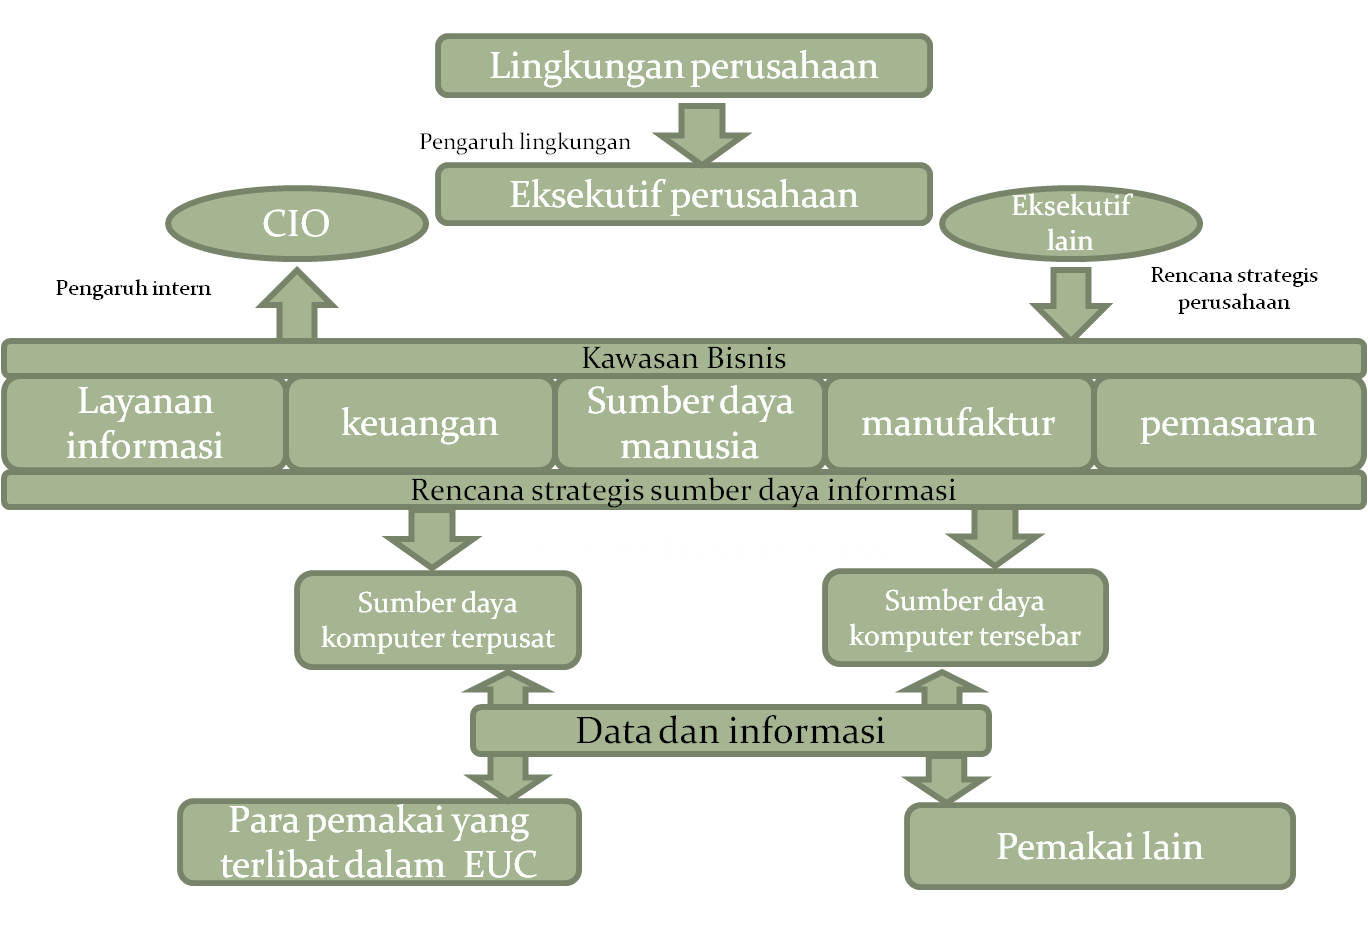 Lingkungan perusahaan
Pengaruh lingkungan
Eksekutif perusahaan
CIO
Eksekutif
lain
Pengaruh intern
Rencana strategis
perusahaan
Kawasan Bisnis
Layanan
informasi
keuangan
Sumber daya
manusia
manufaktur
pemasaran
Rencana strategis sumber daya informasi
Sumber daya
komputer terpusat
Sumber daya
komputer tersebar
Data dan informasi
Para pemakai yang
terlibat dalam EUC
Pemakai lain